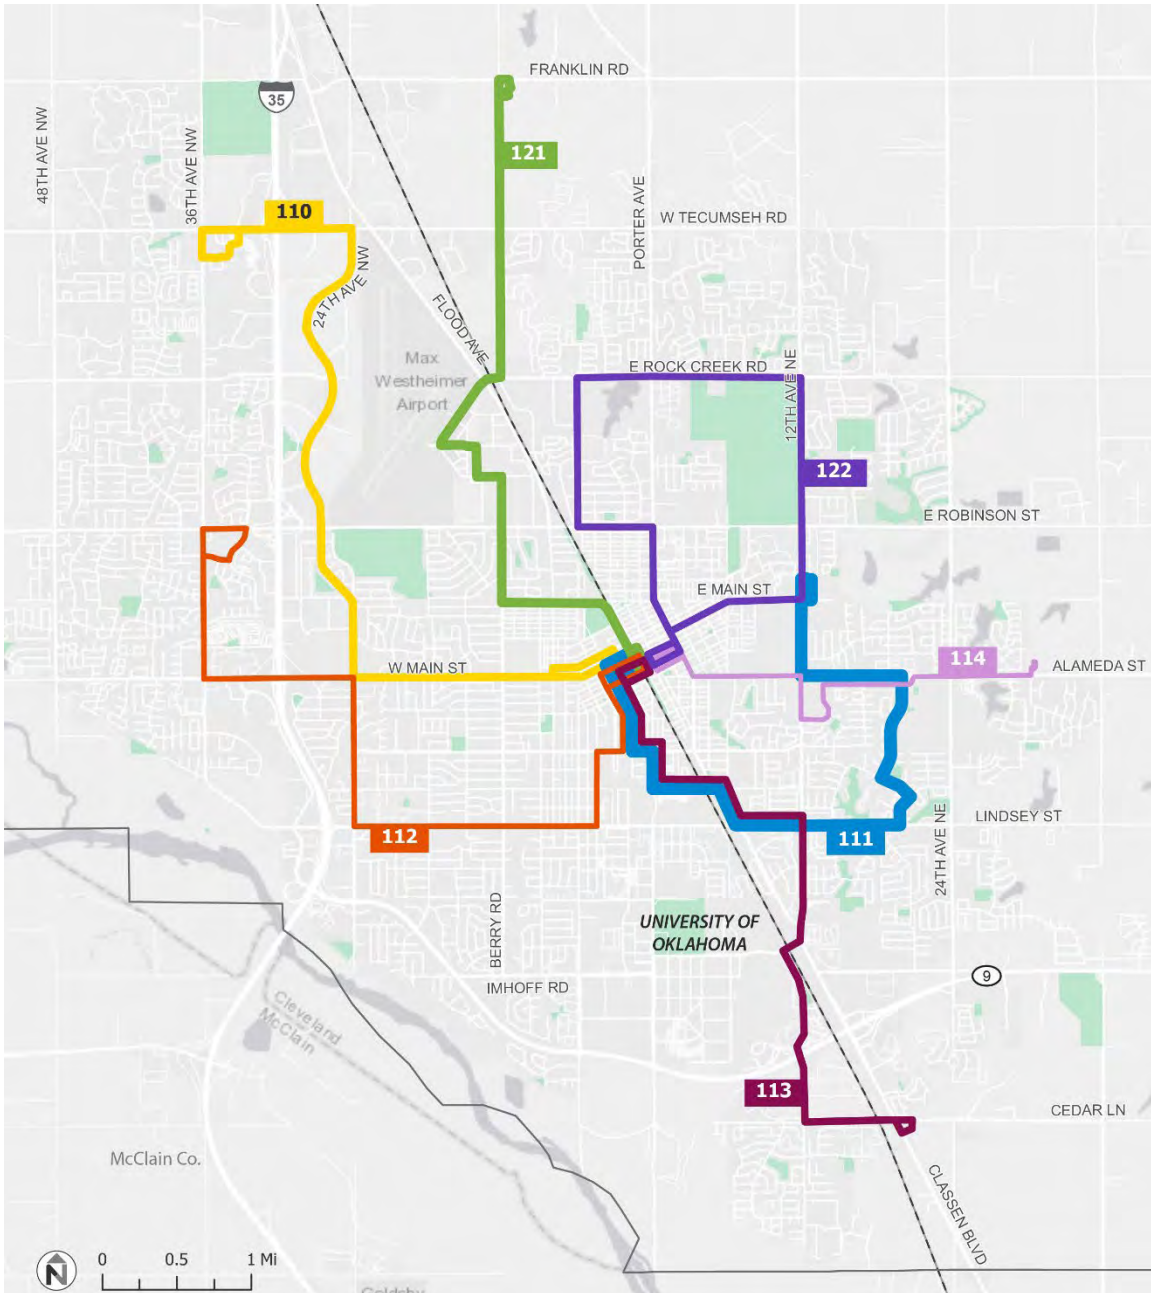 FRANKLIN RD
35
48TH AVE NW
36TH AVE NW
121
110
PORTER AVE
W TECUMSEH RD
24TH AVE NW
FLOOD AVE
Max
Westheimer
Airport
E ROCK CREEK RD
12TH AVE NE
122
E ROBINSON ST
E MAIN ST
W MAIN ST
114
ALAMEDA ST
LINDSEY ST
112
111
24TH AVE NE
BERRY RD
UNIVERSITY OF
OKLAHOMA
IMHOFF RD
9
Cleveland
McClain
113
CEDAR LN
McClain Co.
CLASSEN BLVD
N
0 0.5 1 Mi
Goldsby